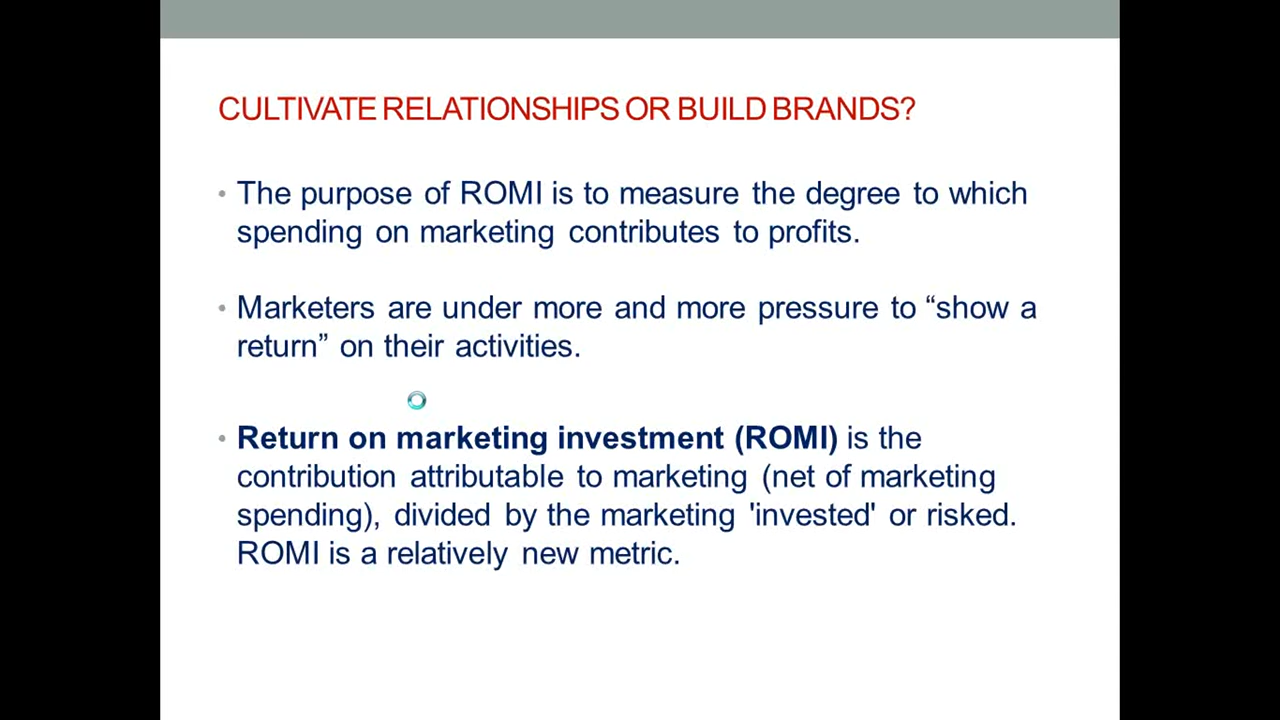 CULTIVATE RELATIONSHIPS OR BUILD BRANDS?
• The purpose of ROMI is to measure the degree to which
spending on marketing contributes to profits.
• Marketers are under more and more pressure to “show a
return” on their activities.
• Return on marketing investment (ROMI) is the
contribution attributable to marketing (net of marketing
spending), divided by the marketing 'invested' or risked.
ROMI is a relatively new metric.